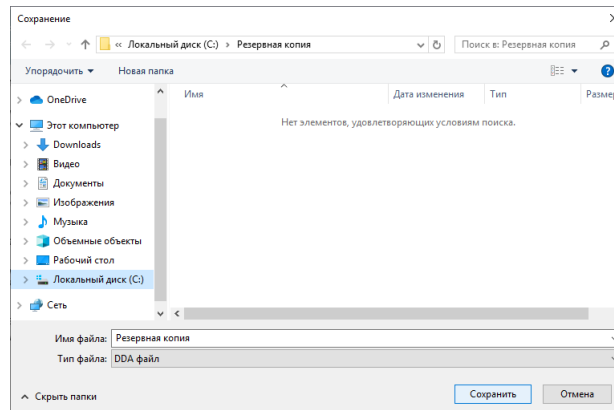 Сохранение
« Локальный диск (C:) › Резервная копия
Поиск в: Резервная копия
Упорядочить
Новая папка
Имя
Дата изменения
Тип
Размер
OneDrive
Нет элементов, удовлетворяющих условиям поиска.
Этот компьютер
Downloads
Видео
Документы
Изображения
Музыка
Объемные объекты
Рабочий стол
Локальный диск (C:)
Сеть
Имя файла: Резервная копия
Тип файла: DDA файл
Скрыть папки
Сохранить
Отмена